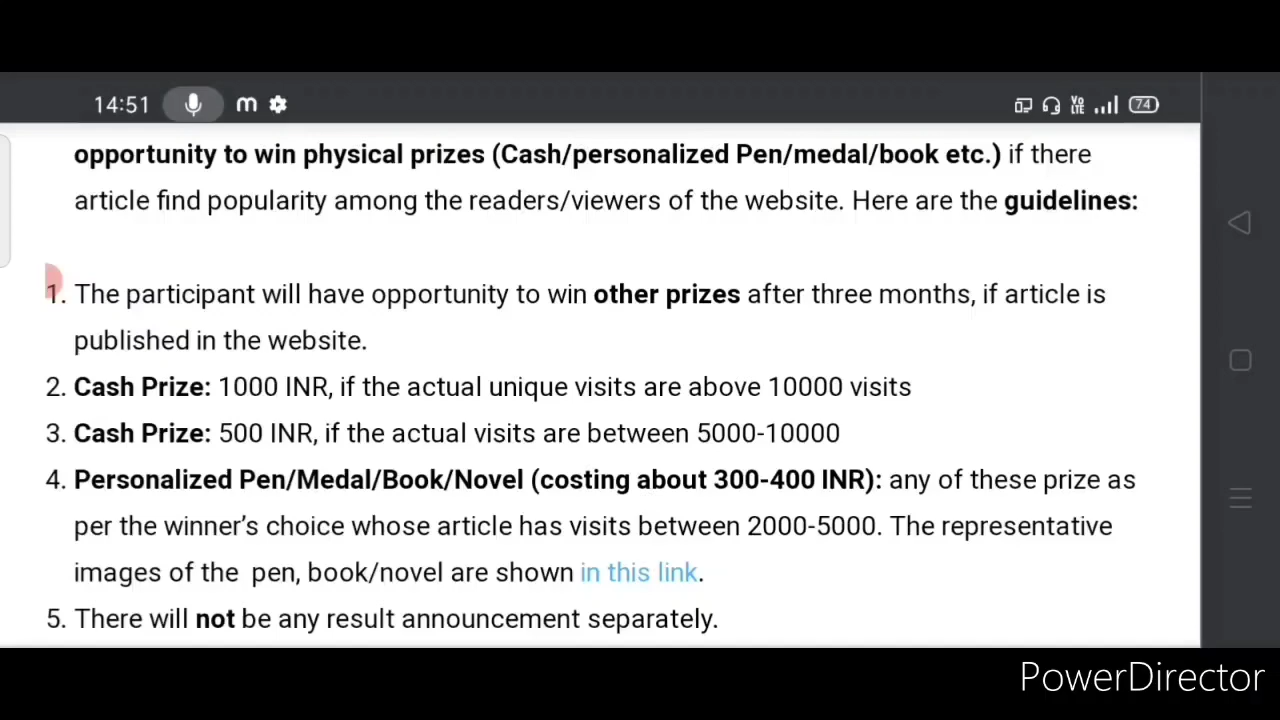 14:51 m Vo LTE 74
opportunity to win physical prizes (Cash/personalized Pen/medal/book etc.) if there
article find popularity among the readers/viewers of the website. Here are the guidelines:
1. The participant will have opportunity to win other prizes after three months, if article is
published in the website.
2. Cash Prize: 1000 INR, if the actual unique visits are above 10000 visits
3. Cash Prize: 500 INR, if the actual visits are between 5000-10000
4. Personalized Pen/Medal/Book/Novel (costing about 300-400 INR): any of these prize as
per the winner’s choice whose article has visits between 2000-5000. The representative
images of the pen, book/novel are shown in this link.
5. There will not be any result announcement separately.
PowerDirector